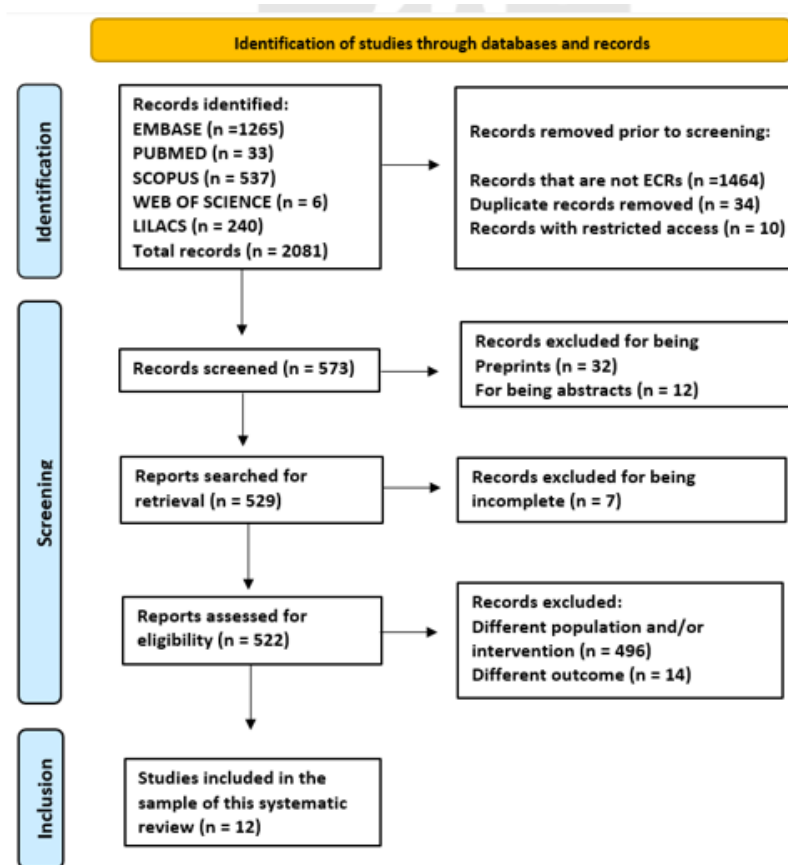 Identification of studies through databases and records
Identification
Records identified:
EMBASE (n =1265)
PUBMED (n = 33)
SCOPUS (n = 537)
WEB OF SCIENCE (n = 6)
LILACS (n = 240)
Total records (n = 2081)
Records removed prior to screening:
Records that are not ECRs (n =1464)
Duplicate records removed (n = 34)
Records with restricted access (n = 10)
Screening
Records screened (n = 573)
Records excluded for being
Preprints (n = 32)
For being abstracts (n = 12)
Reports searched for
retrieval (n = 529)
Records excluded for being
incomplete (n = 7)
Reports assessed for
eligibility (n = 522)
Records excluded:
Different population and/or
intervention (n = 496)
Different outcome (n = 14)
Inclusion
Studies included in the
sample of this systematic
review (n = 12)